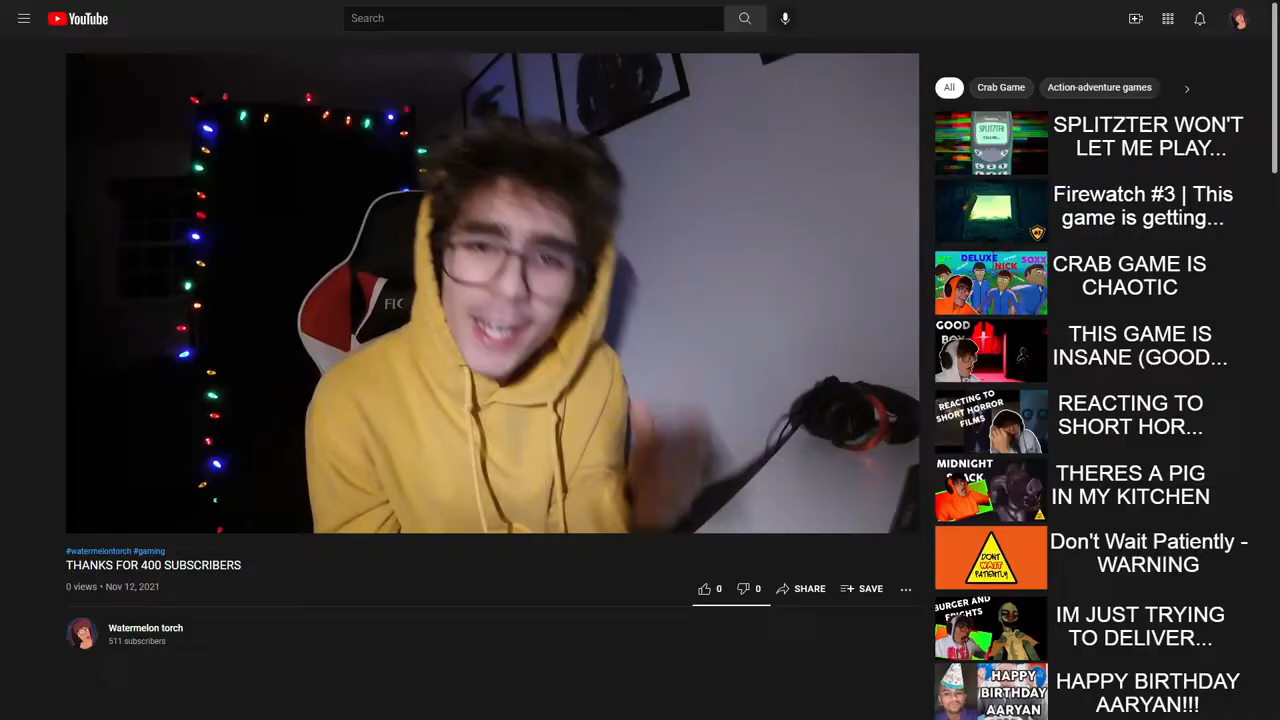 YouTube
Search
All
Crab Game
Action-adventure games
SPLITZTER WON'T
LET ME PLAY...
Firewatch #3 | This
game is getting...
DELUXE
NICK
SOXX
CRAB GAME IS
CHAOTIC
GOOD
BOY
THIS GAME IS
INSANE (GOOD...
REACTING TO
SHORT HORROR
FILMS
REACTING TO
SHORT HOR...
MIDNIGHT
THERES A PIG
IN MY KITCHEN
DONT
WAIT
PATIENTLY
Don't Wait Patiently -
WARNING
BURGER AND
FRIGHTS
IM JUST TRYING
TO DELIVER...
HAPPY
BIRTHDAY
AARYAN
HAPPY BIRTHDAY
AARYAN!!!
#watermelontorch #gaming
THANKS FOR 400 SUBSCRIBERS
0 views • Nov 12, 2021
0
0
SHARE
SAVE
Watermelon torch
511 subscribers